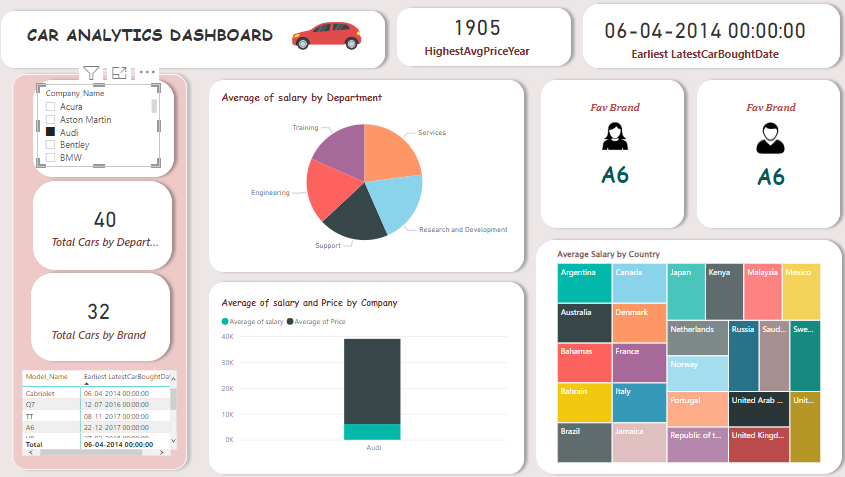 CAR ANALYTICS DASHBOARD
1905
HighestAvgPriceYear
06-04-2014 00:00:00
Earliest LatestCarBoughtDate
Company_Name
Acura
Aston Martin
Audi
Bentley
BMW
40
Total Cars by Depart...
32
Total Cars by Brand
Model_Name Earliest LatestCarBoughtDat
Cabriolet 06-04-2014 00:00:00
Q7 12-07-2016 00:00:00
TT 08-11-2017 00:00:00
A6 22-12-2017 00:00:00
Total 06-04-2014 00:00:00
Average of salary by Department
Training
Services
Engineering
Research and Development
Support
Average of salary and Price by Company
Average of salary Average of Price
40K
30K
20K
10K
0K
Audi
Fav Brand
A6
Fav Brand
A6
Average Salary by Country
Argentina
Australia
Bahamas
Bahrain
Brazil
Canada
Denmark
France
Italy
Jamaica
Japan
Kenya
Malaysia
Mexico
Netherlands
Norway
Portugal
Republic of t...
Russia
Saud...
Swe...
United Arab ...
United Kingd...
Unit...